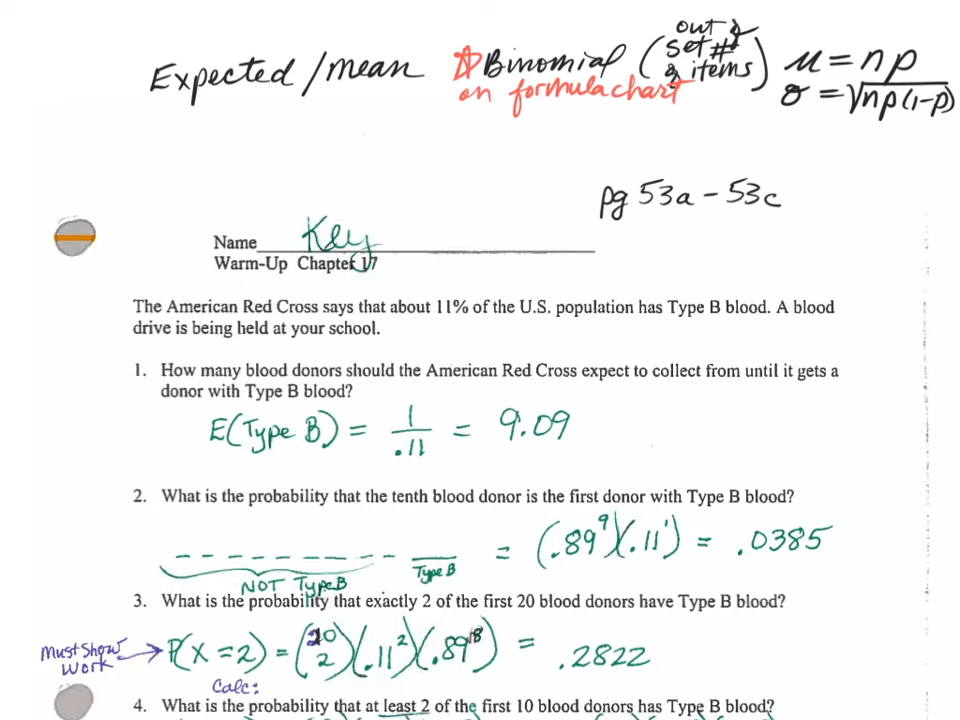 Expected/mean ☆Binomial (out of set # of items) μ = np
on formula chart σ = √np(1-p)
pg 53a - 53c
Name Key
Warm-Up Chapter 17
The American Red Cross says that about 11% of the U.S. population has Type B blood. A blood
drive is being held at your school.
1. How many blood donors should the American Red Cross expect to collect from until it gets a
donor with Type B blood?
E(Type B) = 1/.11 = 9.09
2. What is the probability that the tenth blood donor is the first donor with Type B blood?
= (.89⁹)(.11¹) = .0385
NOT Type B Type B
3. What is the probability that exactly 2 of the first 20 blood donors have Type B blood?
Must Show Work → P(X = 2) = (20 2)(.11²)(.89¹⁸) = .2822
Calc:
4. What is the probability that at least 2 of the first 10 blood donors has Type B blood?